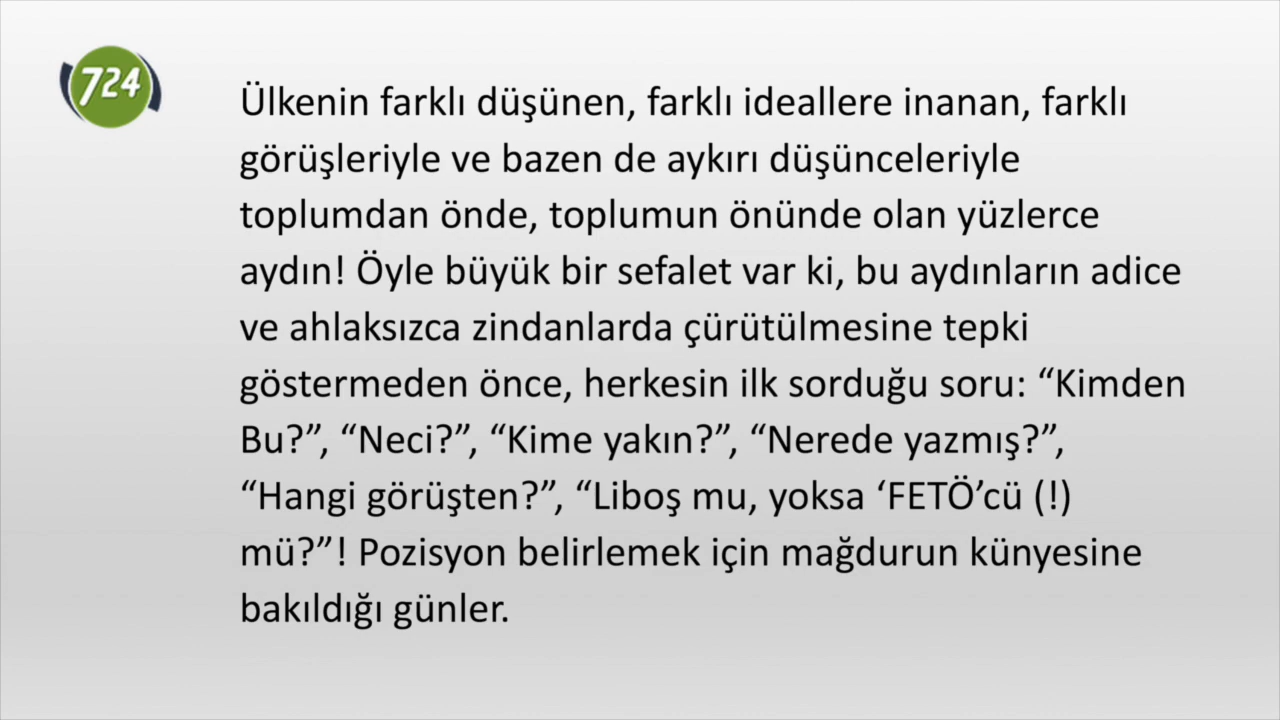 724
Ülkenin farklı düşünen, farklı ideallere inanan, farklı
görüşleriyle ve bazen de aykırı düşünceleriyle
toplumdan önde, toplumun önünde olan yüzlerce
aydın! Öyle büyük bir sefalet var ki, bu aydınların adice
ve ahlaksızca zindanlarda çürütülmesine tepki
göstermeden önce, herkesin ilk sorduğu soru: “Kimden
Bu?”, “Neci?”, “Kime yakın?”, “Nerede yazmış?”,
“Hangi görüşten?”, “Liboş mu, yoksa ‘FETÖ’cü (!)
mü?”! Pozisyon belirlemek için mağdurun künyesine
bakıldığı günler.